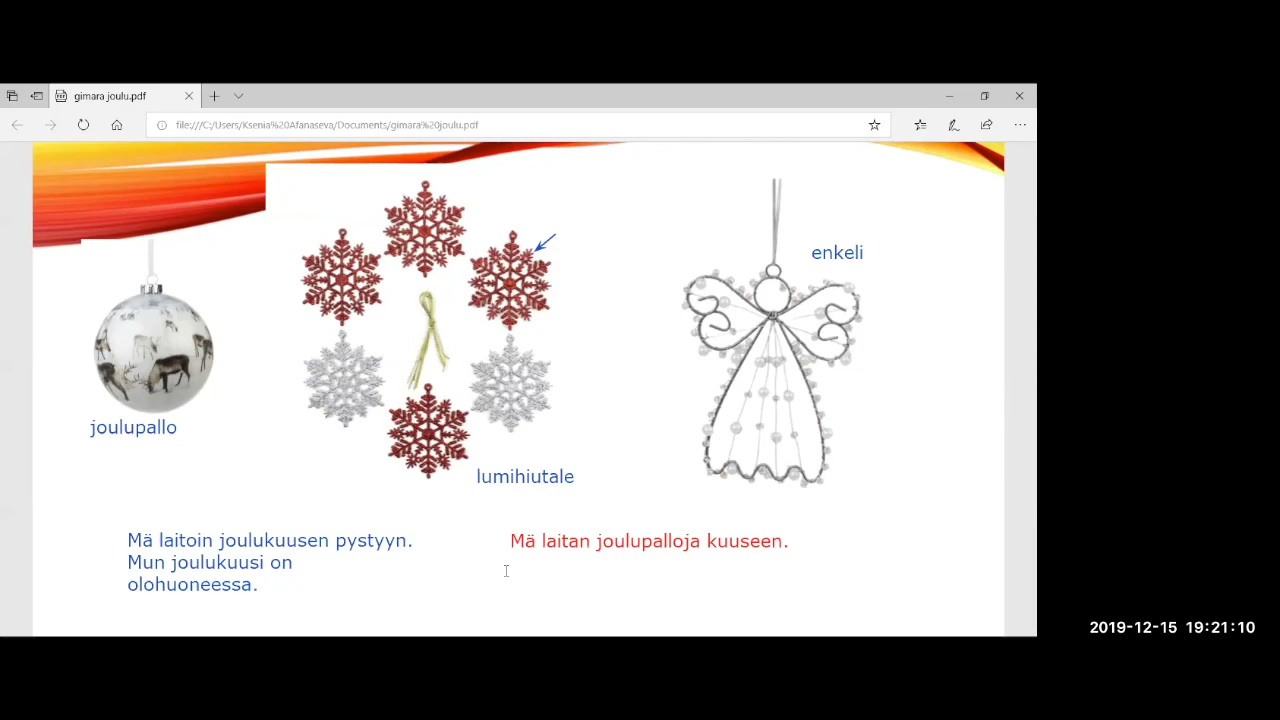 gimara joulu.pdf
file:///C:/Users/Ksenia%20Afanaseva/Documents/gimara%20joulu.pdf
enkeli
joulupallo
lumihiutale
Mä laitoin joulukuusen pystyyn.
Mun joulukuusi on
olohuoneessa.
Mä laitan joulupalloja kuuseen.
2019-12-15 19:21:10